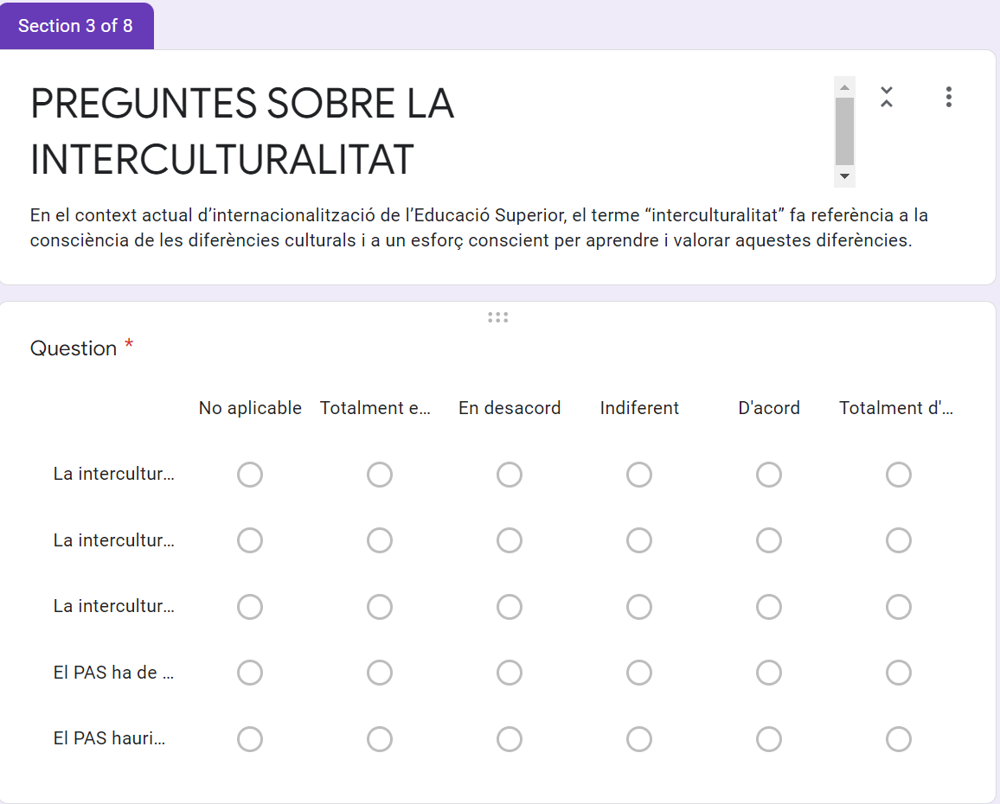 Section 3 of 8
PREGUNTES SOBRE LA
INTERCULTURALITAT
En el context actual d’internacionalització de l’Educació Superior, el terme “interculturalitat” fa referència a la
consciència de les diferències culturals i a un esforç conscient per aprendre i valorar aquestes diferències.
Question *
No aplicable Totalment e... En desacord Indiferent D'acord Totalment d'...
La intercultur...
La intercultur...
La intercultur...
El PAS ha de ...
El PAS hauri...